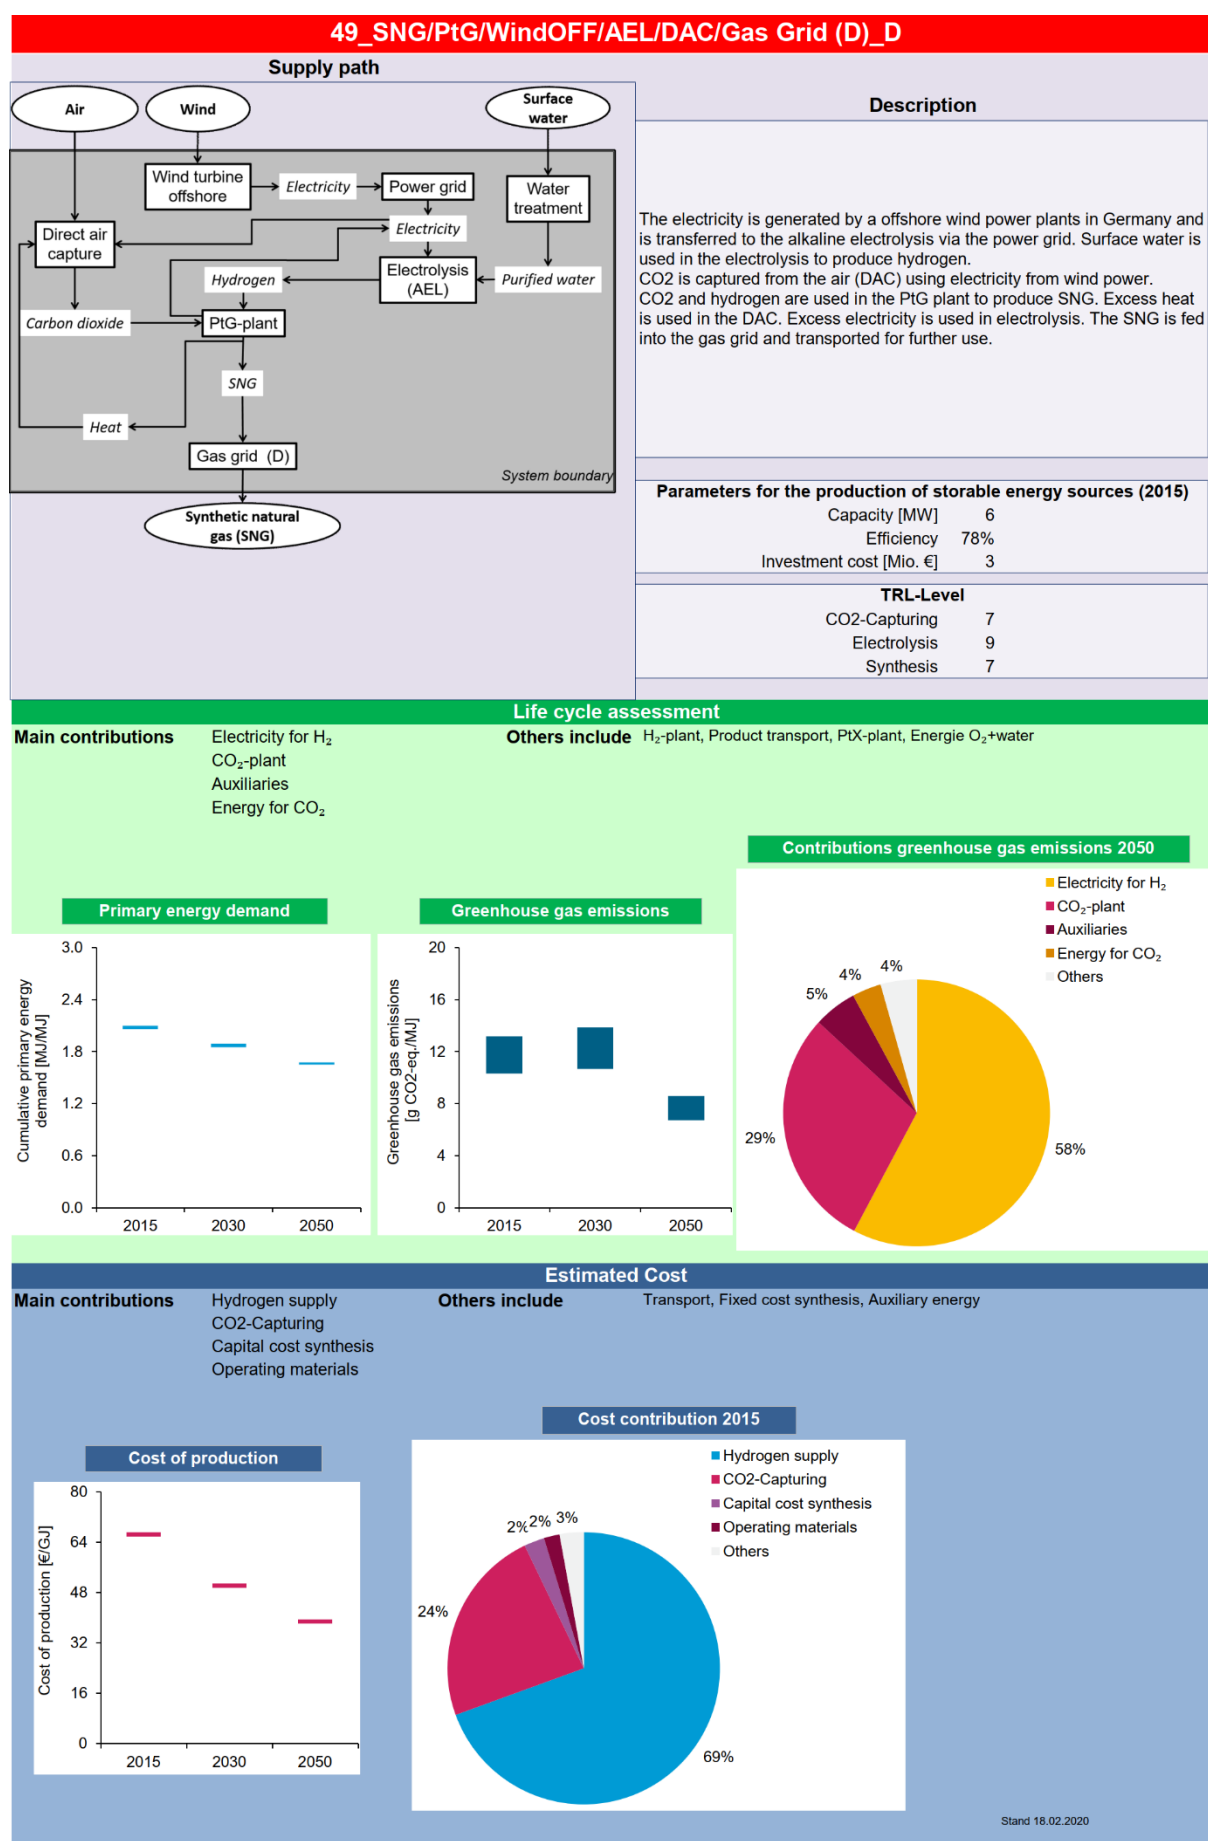 49_SNG/PtG/WindOFF/AEL/DAC/Gas Grid (D)_D
Supply path
Air
Wind
Surface
water
Wind turbine
offshore
Electricity
Power grid
Water
treatment
Direct air
capture
Electricity
Hydrogen
Electrolysis
(AEL)
Purified water
Carbon dioxide
PtG-plant
SNG
Heat
Gas grid (D)
System boundary
Synthetic natural
gas (SNG)
Description
The electricity is generated by a offshore wind power plants in Germany and
is transferred to the alkaline electrolysis via the power grid. Surface water is
used in the electrolysis to produce hydrogen.
CO2 is captured from the air (DAC) using electricity from wind power.
CO2 and hydrogen are used in the PtG plant to produce SNG. Excess heat
is used in the DAC. Excess electricity is used in electrolysis. The SNG is fed
into the gas grid and transported for further use.
Parameters for the production of storable energy sources (2015)
Capacity [MW] 6
Efficiency 78%
Investment cost [Mio. €] 3
TRL-Level
CO2-Capturing 7
Electrolysis 9
Synthesis 7
Life cycle assessment
Main contributions
Electricity for H₂
CO₂-plant
Auxiliaries
Energy for CO₂
Others include H₂-plant, Product transport, PtX-plant, Energie O₂+water
Primary energy demand
Cumulative primary energy
demand [MJ/MJ]
3.0
2.4
1.8
1.2
0.6
0.0
2015 2030 2050
Greenhouse gas emissions
Greenhouse gas emissions
[g CO2-eq./MJ]
20
16
12
8
4
0
2015 2030 2050
Contributions greenhouse gas emissions 2050
Electricity for H₂
CO₂-plant
Auxiliaries
Energy for CO₂
Others
4%
4%
5%
29%
58%
Estimated Cost
Main contributions
Hydrogen supply
CO2-Capturing
Capital cost synthesis
Operating materials
Others include Transport, Fixed cost synthesis, Auxiliary energy
Cost of production
Cost of production [€/GJ]
80
64
48
32
16
0
2015 2030 2050
Cost contribution 2015
Hydrogen supply
CO2-Capturing
Capital cost synthesis
Operating materials
Others
2% 2% 3%
24%
69%
Stand 18.02.2020